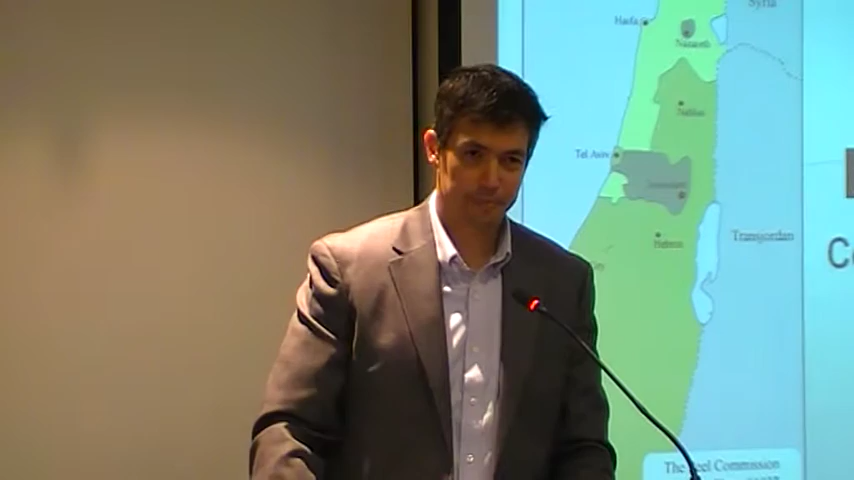 Syria
Haifa
Nazareth
Nablus
Tel Aviv
Jerusalem
Transjordan
Hebron
The Peel Commission